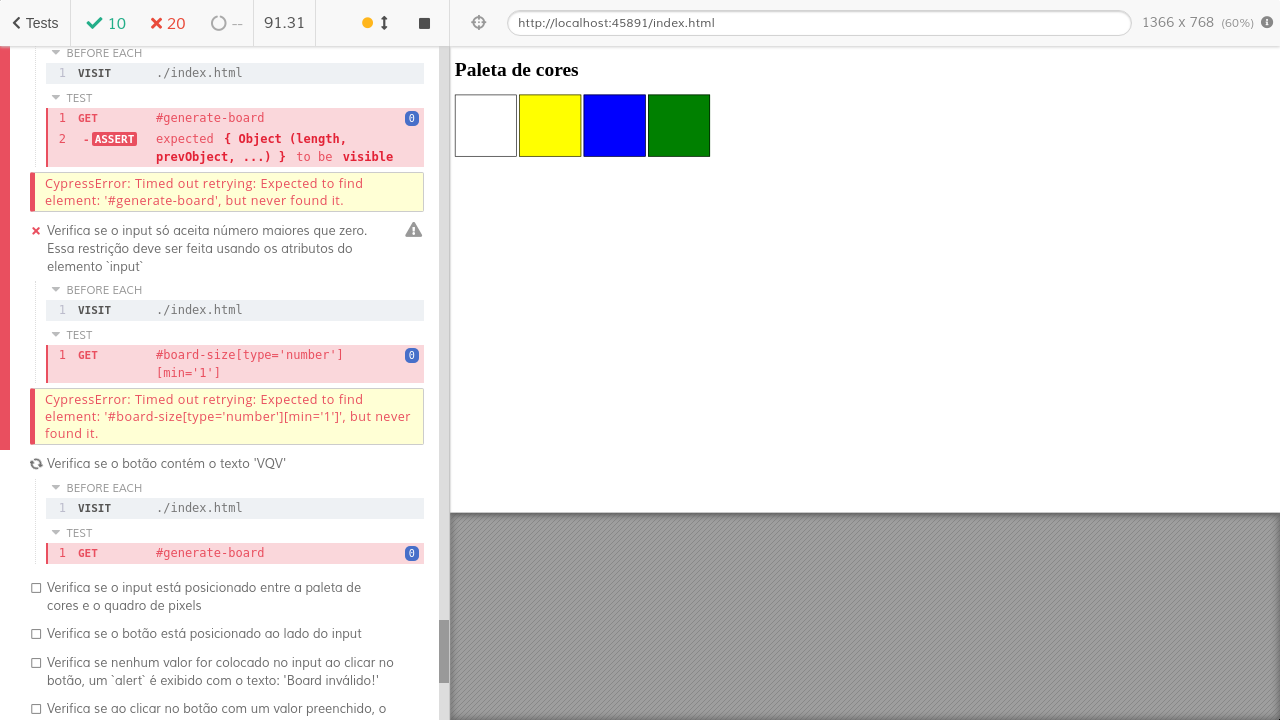 Tests
10
20
--
91.31
http://localhost:45891/index.html
1366 x 768 (60%)
BEFORE EACH
1 VISIT ./index.html
TEST
1 GET #generate-board 0
2 - ASSERT expected { Object (length,
prevObject, ...) } to be visible
CypressError: Timed out retrying: Expected to find
element: '#generate-board', but never found it.
Verifica se o input só aceita número maiores que zero.
Essa restrição deve ser feita usando os atributos do
elemento `input`
BEFORE EACH
1 VISIT ./index.html
TEST
1 GET #board-size[type='number'] 0
[min='1']
CypressError: Timed out retrying: Expected to find
element: '#board-size[type='number'][min='1']', but never
found it.
Verifica se o botão contém o texto 'VQV'
BEFORE EACH
1 VISIT ./index.html
TEST
1 GET #generate-board 0
Verifica se o input está posicionado entre a paleta de
cores e o quadro de pixels
Verifica se o botão está posicionado ao lado do input
Verifica se nenhum valor for colocado no input ao clicar no
botão, um `alert` é exibido com o texto: 'Board inválido!'
Verifica se ao clicar no botão com um valor preenchido, o
Paleta de cores